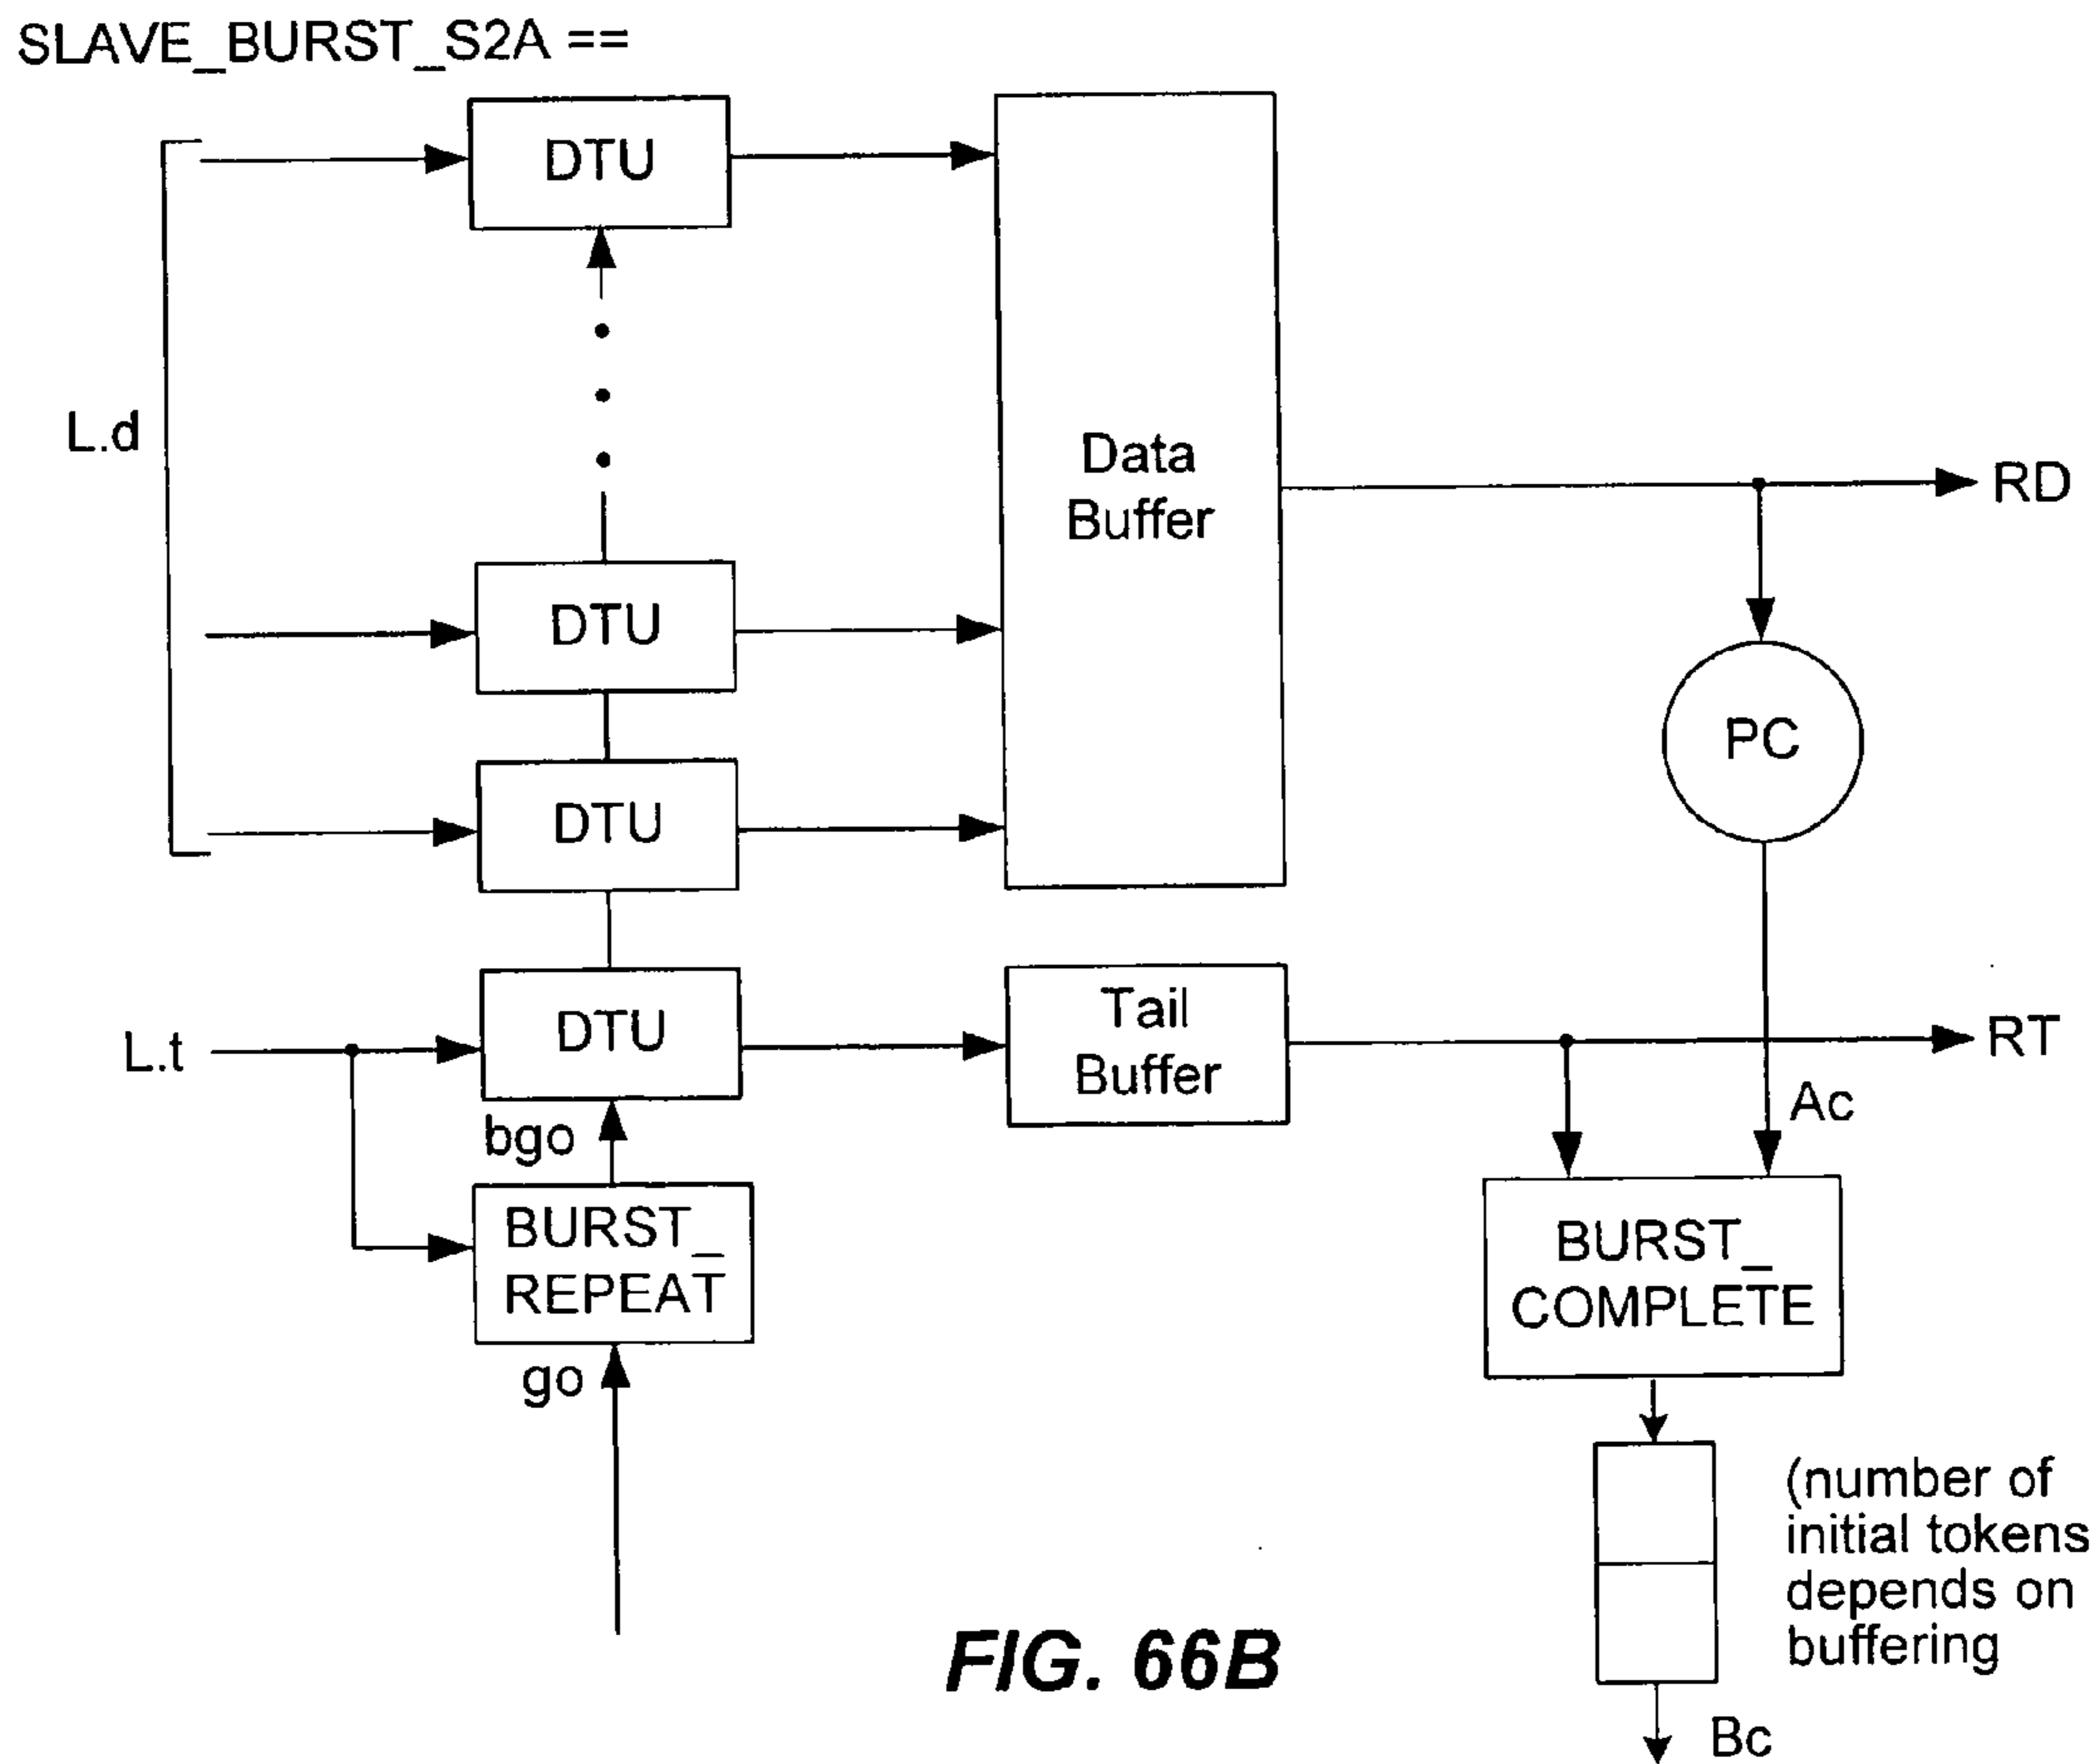 SLAVE_BURST_S2A ==
DTU
L.d
Data
Buffer
RD
DTU
PC
DTU
L.t
DTU
Tail
Buffer
RT
Ac
bgo
BURST_
REPEAT
BURST_
COMPLETE
go
(number of
initial tokens
depends on
buffering
FIG. 66B
Bc